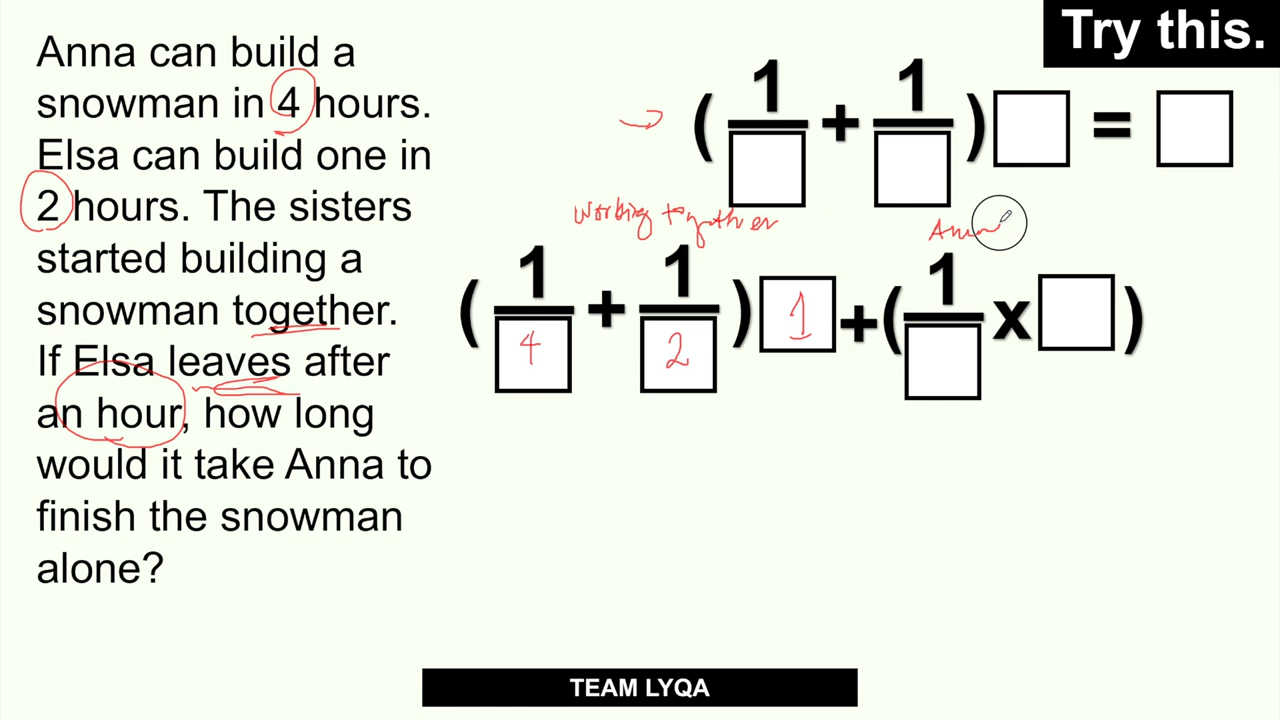 Try this.
Anna can build a
snowman in 4 hours.
Elsa can build one in
2 hours. The sisters
started building a
snowman together.
If Elsa leaves after
an hour, how long
would it take Anna to
finish the snowman
alone?
( 1/□ + 1/□ ) □ = □
Working together
Anna
( 1/4 + 1/2 ) 1 + ( 1/□ x □ )
TEAM LYQA